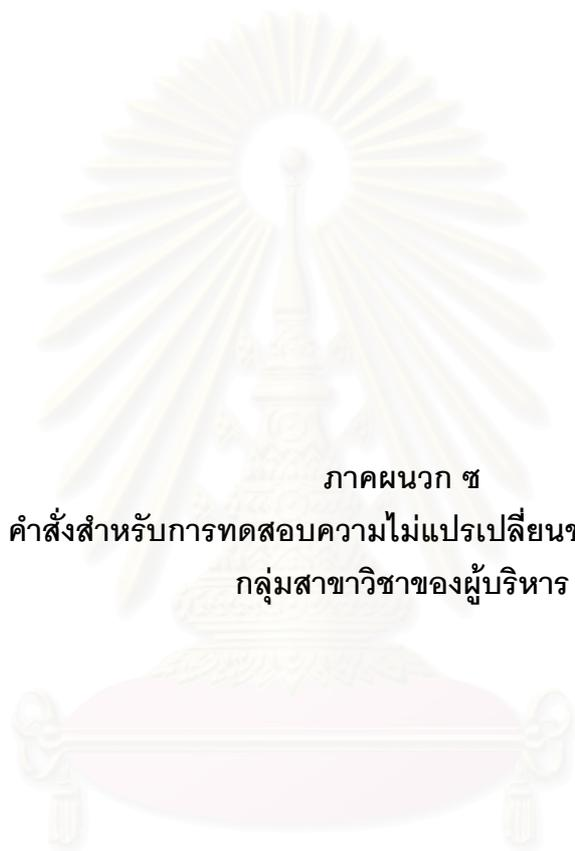 ภาคผนวก ซ
คำสั่งสำหรับการทดสอบความไม่แปรเปลี่ยน
กลุ่มสาขาวิชาของผู้บริหาร